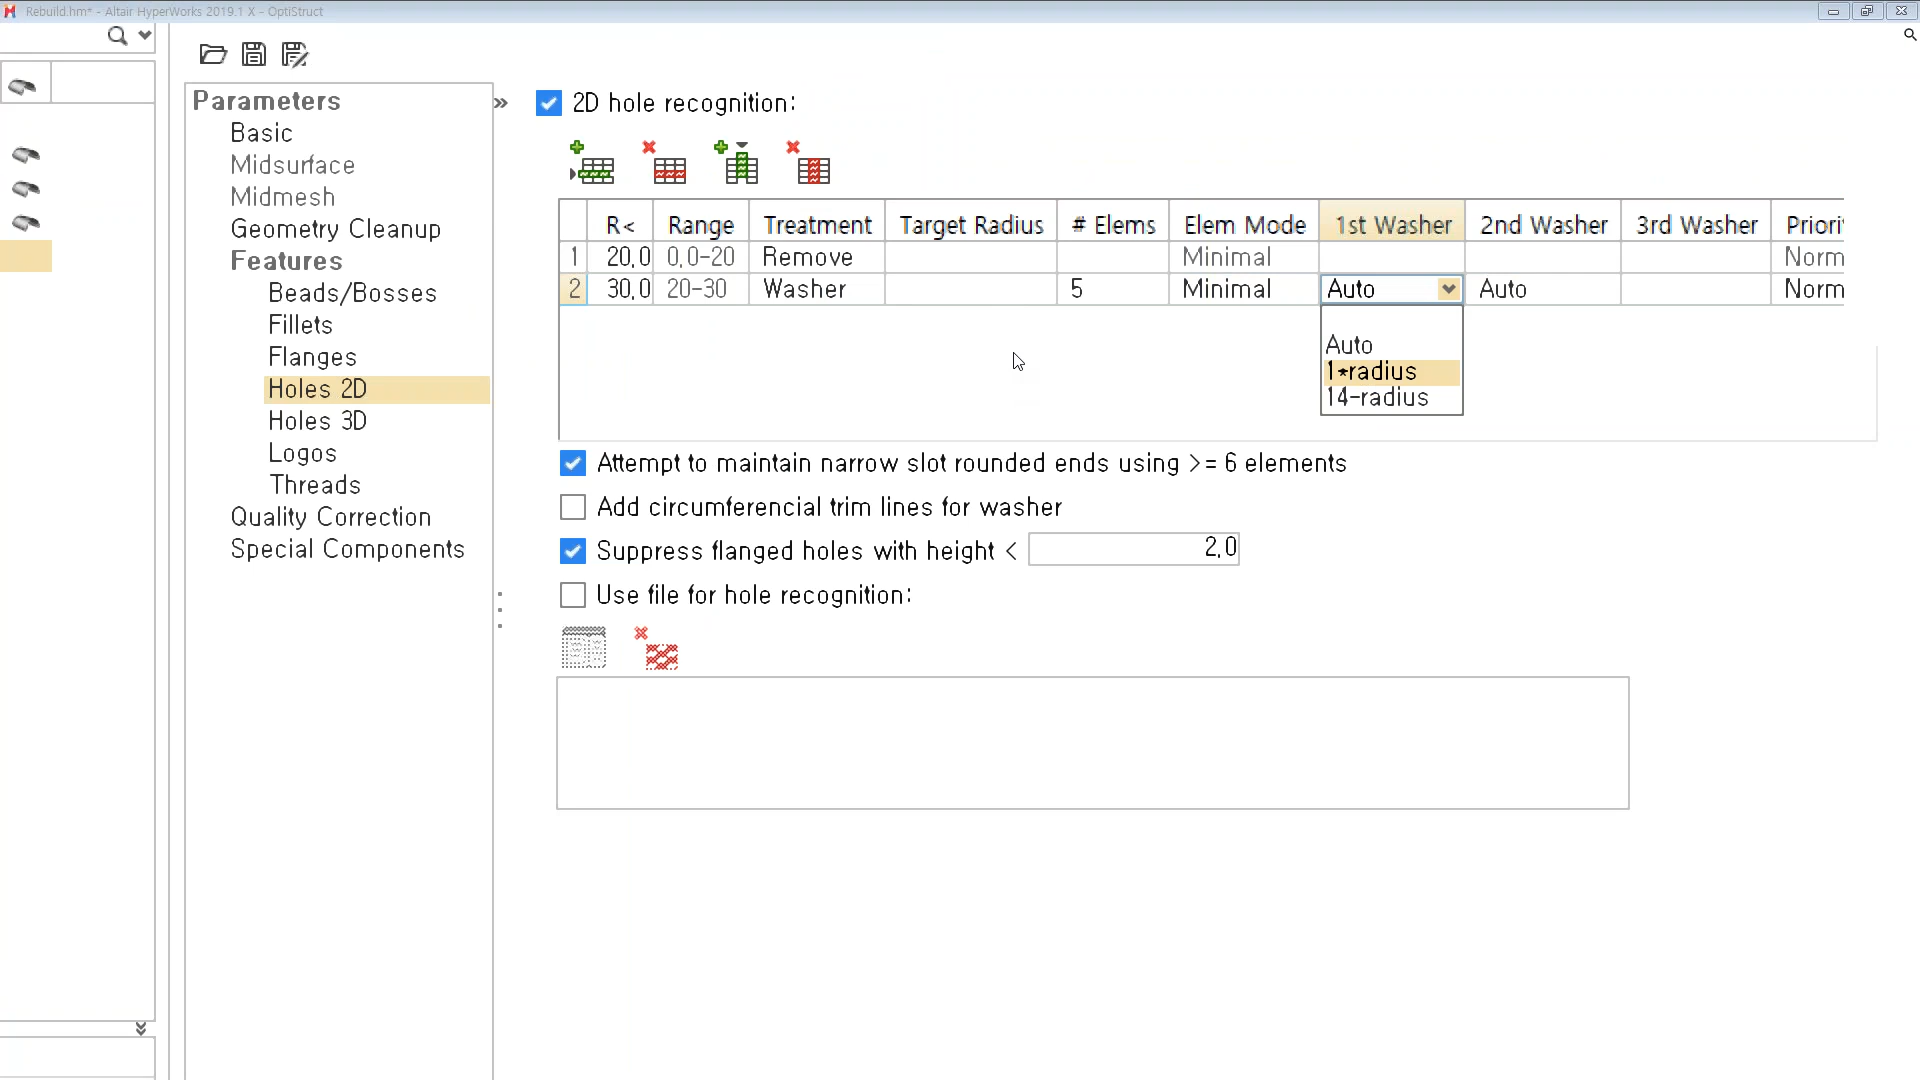 Rebuild.hm* - Altair HyperWorks 2019.1 X - OptiStruct
Parameters
Basic
Midsurface
Midmesh
Geometry Cleanup
Features
Beads/Bosses
Fillets
Flanges
Holes 2D
Holes 3D
Logos
Threads
Quality Correction
Special Components
2D hole recognition:
R< Range Treatment Target Radius # Elems Elem Mode 1st Washer 2nd Washer 3rd Washer Priori
1 20,0 0,0-20 Remove Minimal Norm
2 30,0 20-30 Washer 5 Minimal Auto Auto Norm
Auto
1*radius
14-radius
Attempt to maintain narrow slot rounded ends using >= 6 elements
Add circumferencial trim lines for washer
Suppress flanged holes with height < 2,0
Use file for hole recognition: